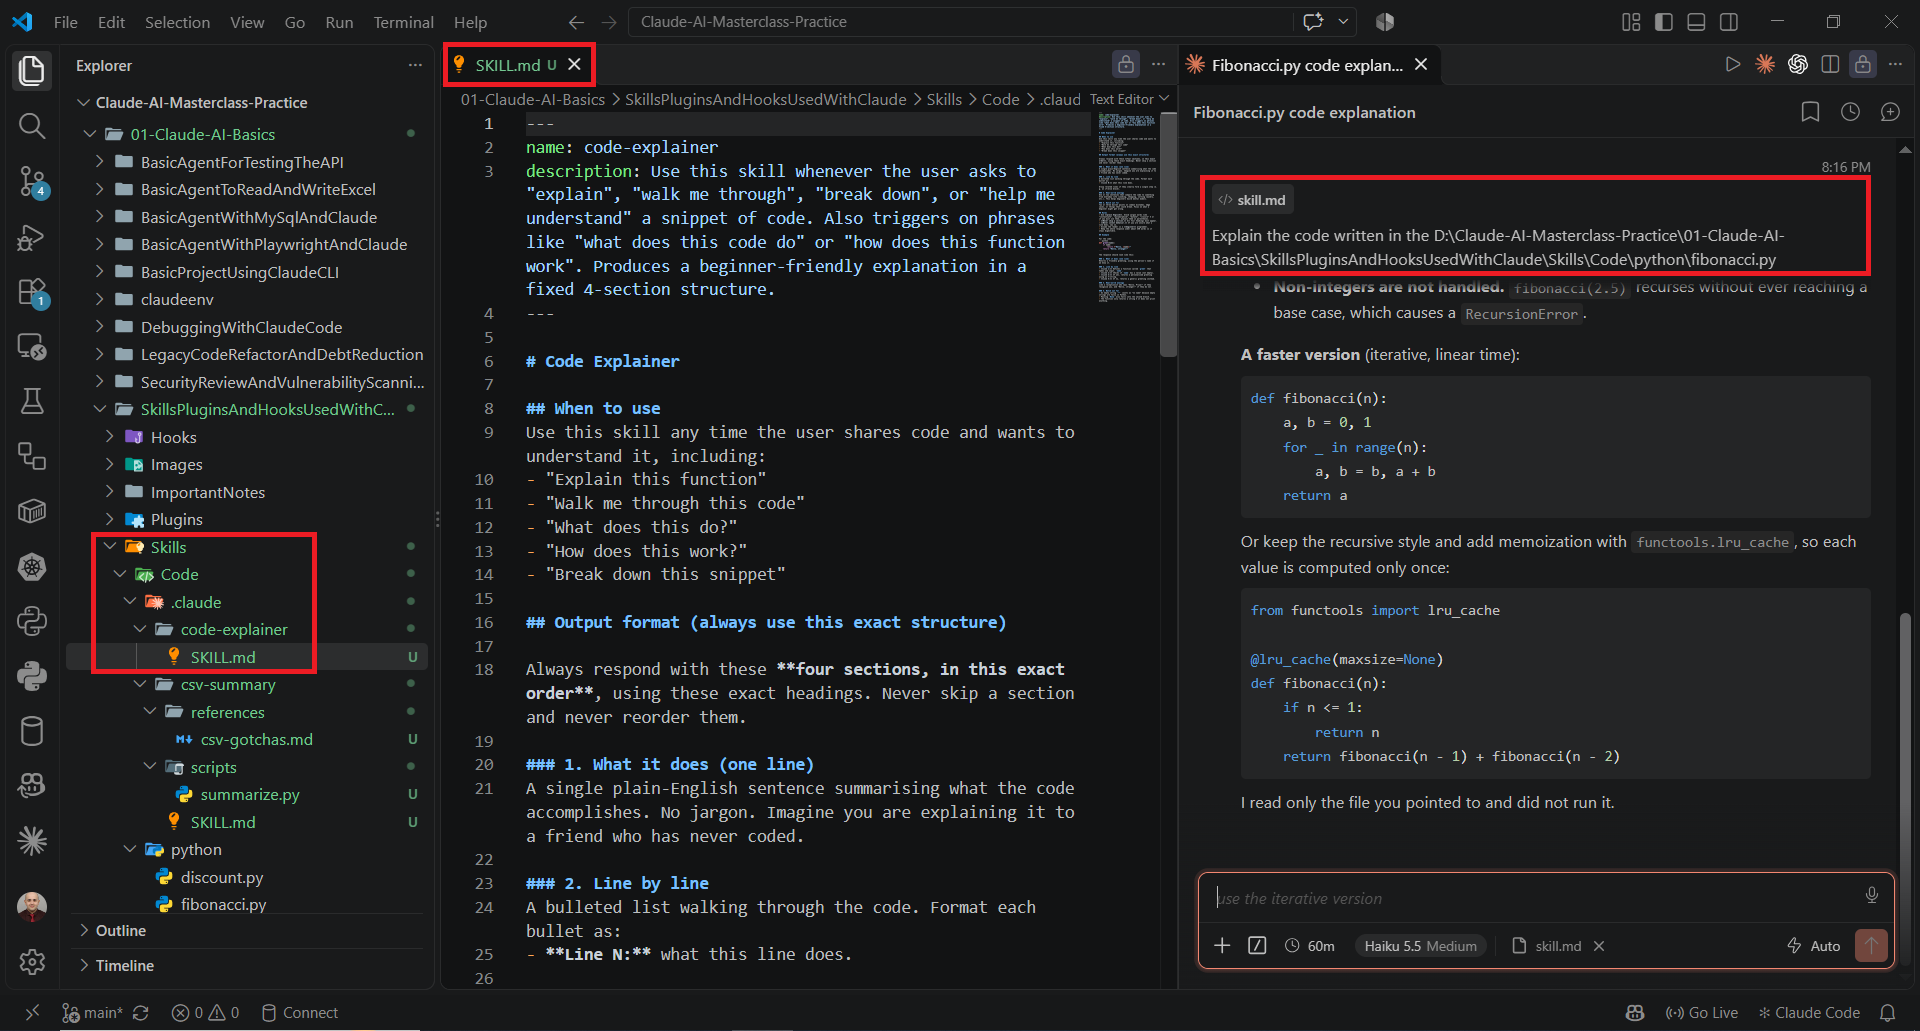 File Edit Selection View Go Run Terminal Help
Claude-AI-Masterclass-Practice
Explorer
Claude-AI-Masterclass-Practice
01-Claude-AI-Basics
BasicAgentForTestingTheAPI
BasicAgentToReadAndWriteExcel
BasicAgentWithMySqlAndClaude
BasicAgentWithPlaywrightAndClaude
BasicProjectUsingClaudeCLI
claudeenv
DebuggingWithClaudeCode
LegacyCodeRefactorAndDebtReduction
SecurityReviewAndVulnerabilityScanni...
SkillsPluginsAndHooksUsedWithC...
Hooks
Images
ImportantNotes
Plugins
Skills
Code
.claude
code-explainer
SKILL.md U
csv-summary
references
csv-gotchas.md U
scripts
summarize.py U
SKILL.md U
python
discount.py
fibonacci.py
Outline
Timeline
4
1
SKILL.md U
01-Claude-AI-Basics > SkillsPluginsAndHooksUsedWithClaude > Skills > Code > .claud
Text Editor
1 ---
2 name: code-explainer
3 description: Use this skill whenever the user asks to
"explain", "walk me through", "break down", or "help me
understand" a snippet of code. Also triggers on phrases
like "what does this code do" or "how does this function
work". Produces a beginner-friendly explanation in a
fixed 4-section structure.
4 ---
5
6 # Code Explainer
7
8 ## When to use
9 Use this skill any time the user shares code and wants to
understand it, including:
10 - "Explain this function"
11 - "Walk me through this code"
12 - "What does this do?"
13 - "How does this work?"
14 - "Break down this snippet"
15
16 ## Output format (always use this exact structure)
17
18 Always respond with these **four sections, in this exact
order**, using these exact headings. Never skip a section
and never reorder them.
19
20 ### 1. What it does (one line)
21 A single plain-English sentence summarising what the code
accomplishes. No jargon. Imagine you are explaining it to
a friend who has never coded.
22
23 ### 2. Line by line
24 A bulleted list walking through the code. Format each
bullet as:
25 - **Line N:** what this line does.
26
Fibonacci.py code explan...
Fibonacci.py code explanation
8:16 PM
skill.md
Explain the code written in the D:\Claude-AI-Masterclass-Practice\01-Claude-AI-
Basics\SkillsPluginsAndHooksUsedWithClaude\Skills\Code\python\fibonacci.py
Non-integers are not handled. fibonacci(2.5) recurses without ever reaching a
base case, which causes a RecursionError.
A faster version (iterative, linear time):
def fibonacci(n):
a, b = 0, 1
for _ in range(n):
a, b = b, a + b
return a
Or keep the recursive style and add memoization with functools.lru_cache, so each
value is computed only once:
from functools import lru_cache
@lru_cache(maxsize=None)
def fibonacci(n):
if n <= 1:
return n
return fibonacci(n - 1) + fibonacci(n - 2)
I read only the file you pointed to and did not run it.
use the iterative version
60m Haiku 5.5 Medium skill.md Auto
main* 0 0 Connect
Go Live Claude Code